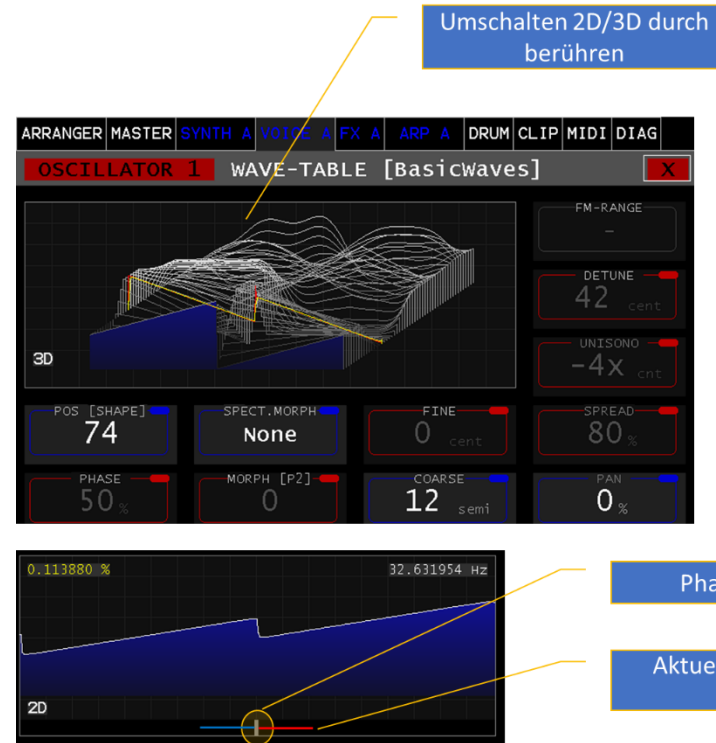 Umschalten 2D/3D durch
berühren
ARRANGER MASTER SYNTH A VOICE A FX A ARP A DRUM CLIP MIDI DIAG
OSCILLATOR 1 WAVE-TABLE [BasicWaves] X
FM-RANGE
-
DETUNE
42 cent
UNISONO
-4x cnt
3D
POS [SHAPE] SPECT.MORPH FINE SPREAD
74 None 0 cent 80 %
PHASE MORPH [P2] COARSE PAN
50 % 0 12 semi 0 %
0.113880 % 32.631954 Hz
Pha
Aktue
2D